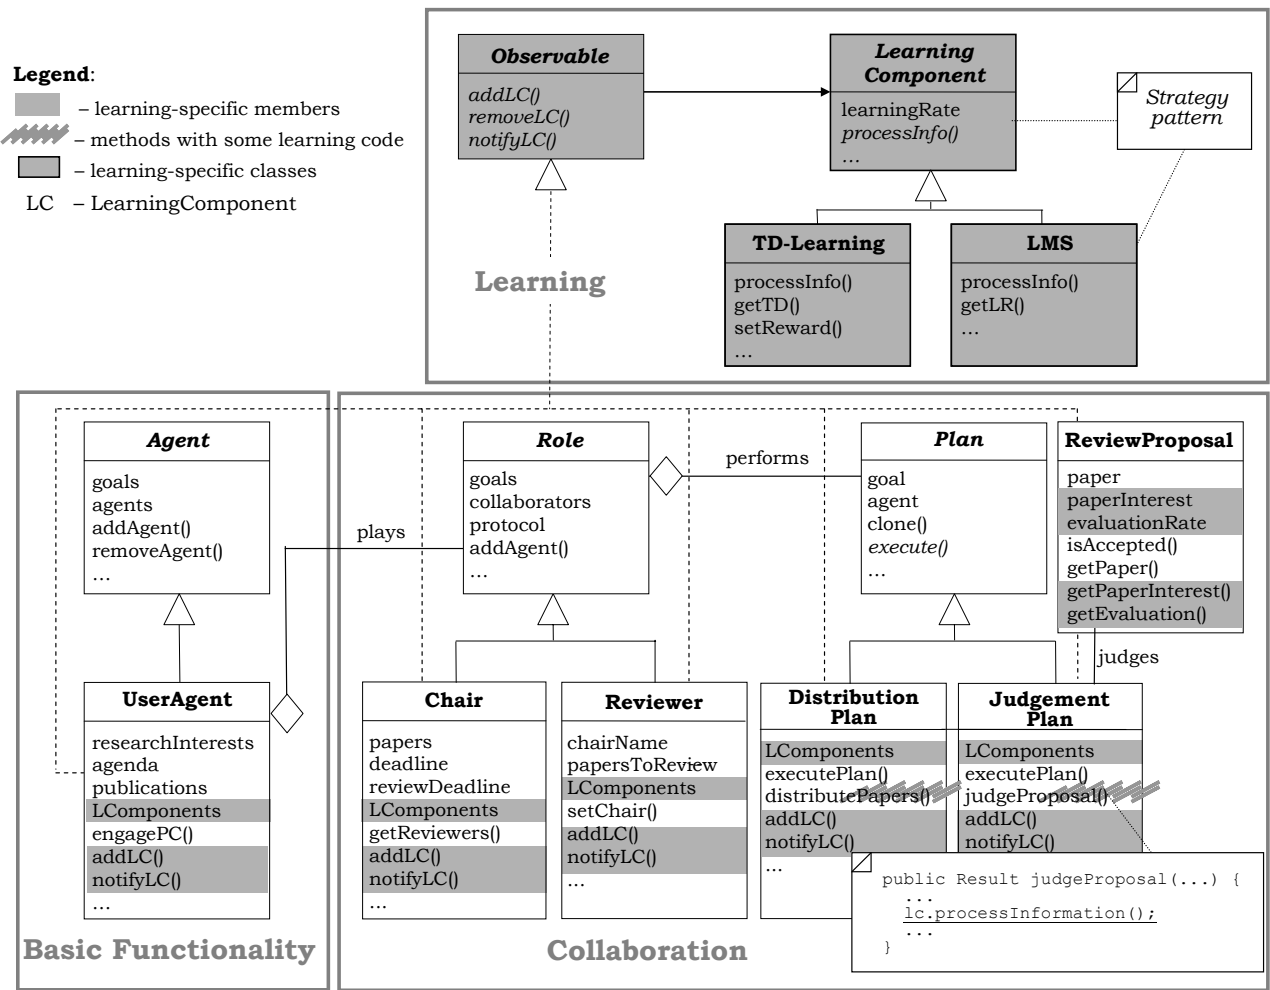 Legend:
– learning-specific members
– methods with some learning code
– learning-specific classes
LC – LearningComponent
Observable
addLC()
removeLC()
notifyLC()
Learning
Component
learningRate
processInfo()
...
Strategy
pattern
TD-Learning
processInfo()
getTD()
setReward()
...
LMS
processInfo()
getLR()
...
Learning
Agent
goals
agents
addAgent()
removeAgent()
...
plays
Role
goals
collaborators
protocol
addAgent()
...
performs
Plan
goal
agent
clone()
execute()
...
ReviewProposal
paper
paperInterest
evaluationRate
isAccepted()
getPaper()
getPaperInterest()
getEvaluation()
judges
UserAgent
researchInterests
agenda
publications
LComponents
engagePC()
addLC()
notifyLC()
...
Chair
papers
deadline
reviewDeadline
LComponents
getReviewers()
addLC()
notifyLC()
...
Reviewer
chairName
papersToReview
LComponents
setChair()
addLC()
notifyLC()
...
Distribution
Plan
LComponents
executePlan()
distributePapers()
addLC()
notifyLC()
...
Judgement
Plan
LComponents
executePlan()
judgeProposal()
addLC()
notifyLC()
public Result judgeProposal(...) {
...
lc.processInformation();
...
}
Basic Functionality
Collaboration